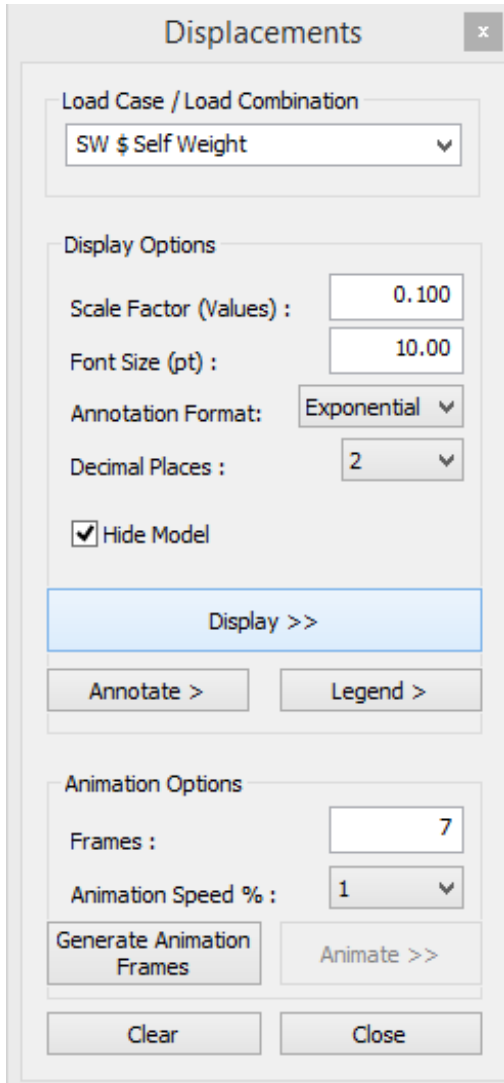 Displacements
x
Load Case / Load Combination
SW $ Self Weight
Display Options
Scale Factor (Values) : 0.100
Font Size (pt) : 10.00
Annotation Format: Exponential
Decimal Places : 2
Hide Model
Display >>
Annotate > Legend >
Animation Options
Frames : 7
Animation Speed % : 1
Generate Animation
Frames
Animate >>
Clear Close